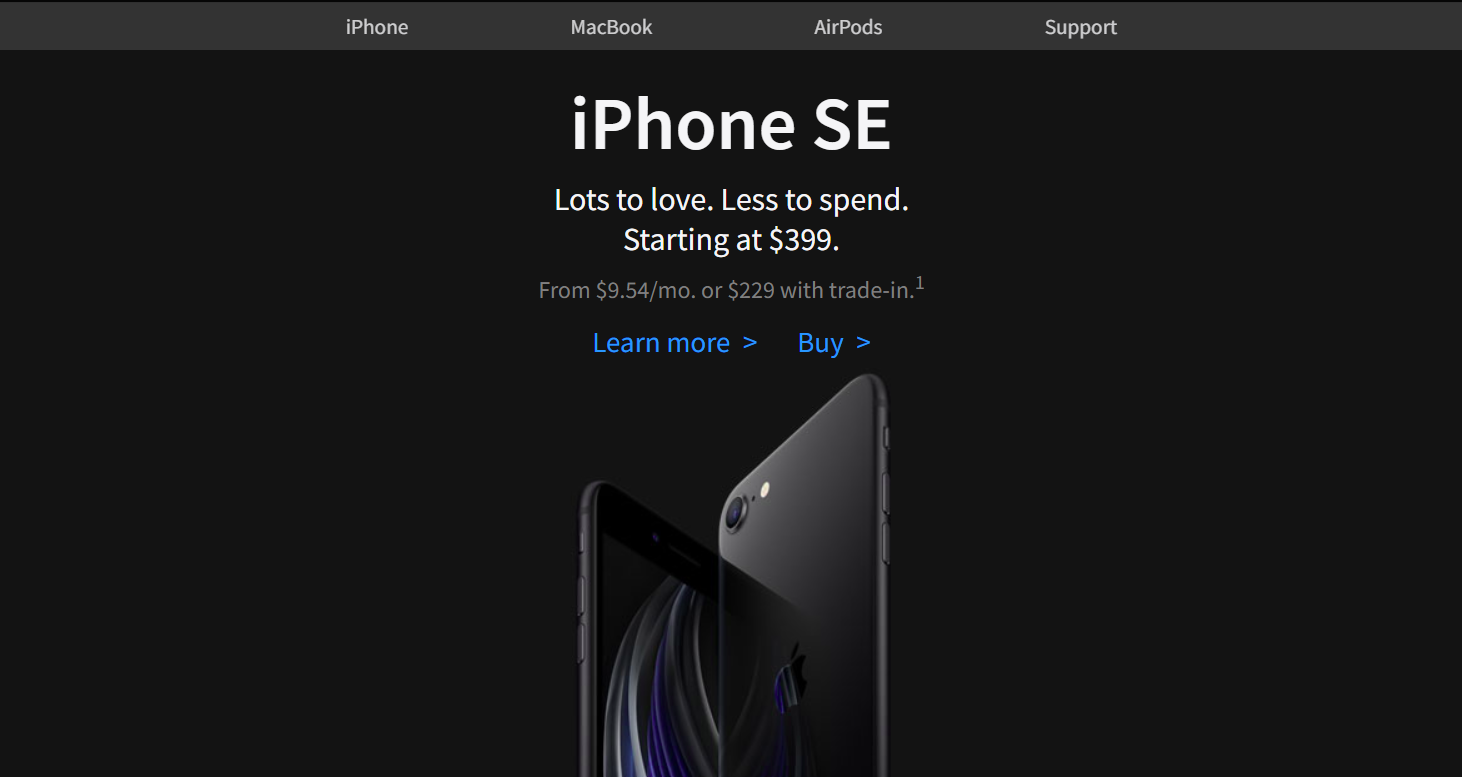 iPhone MacBook AirPods Support
iPhone SE
Lots to love. Less to spend.
Starting at $399.
From $9.54/mo. or $229 with trade-in.1
Learn more > Buy >